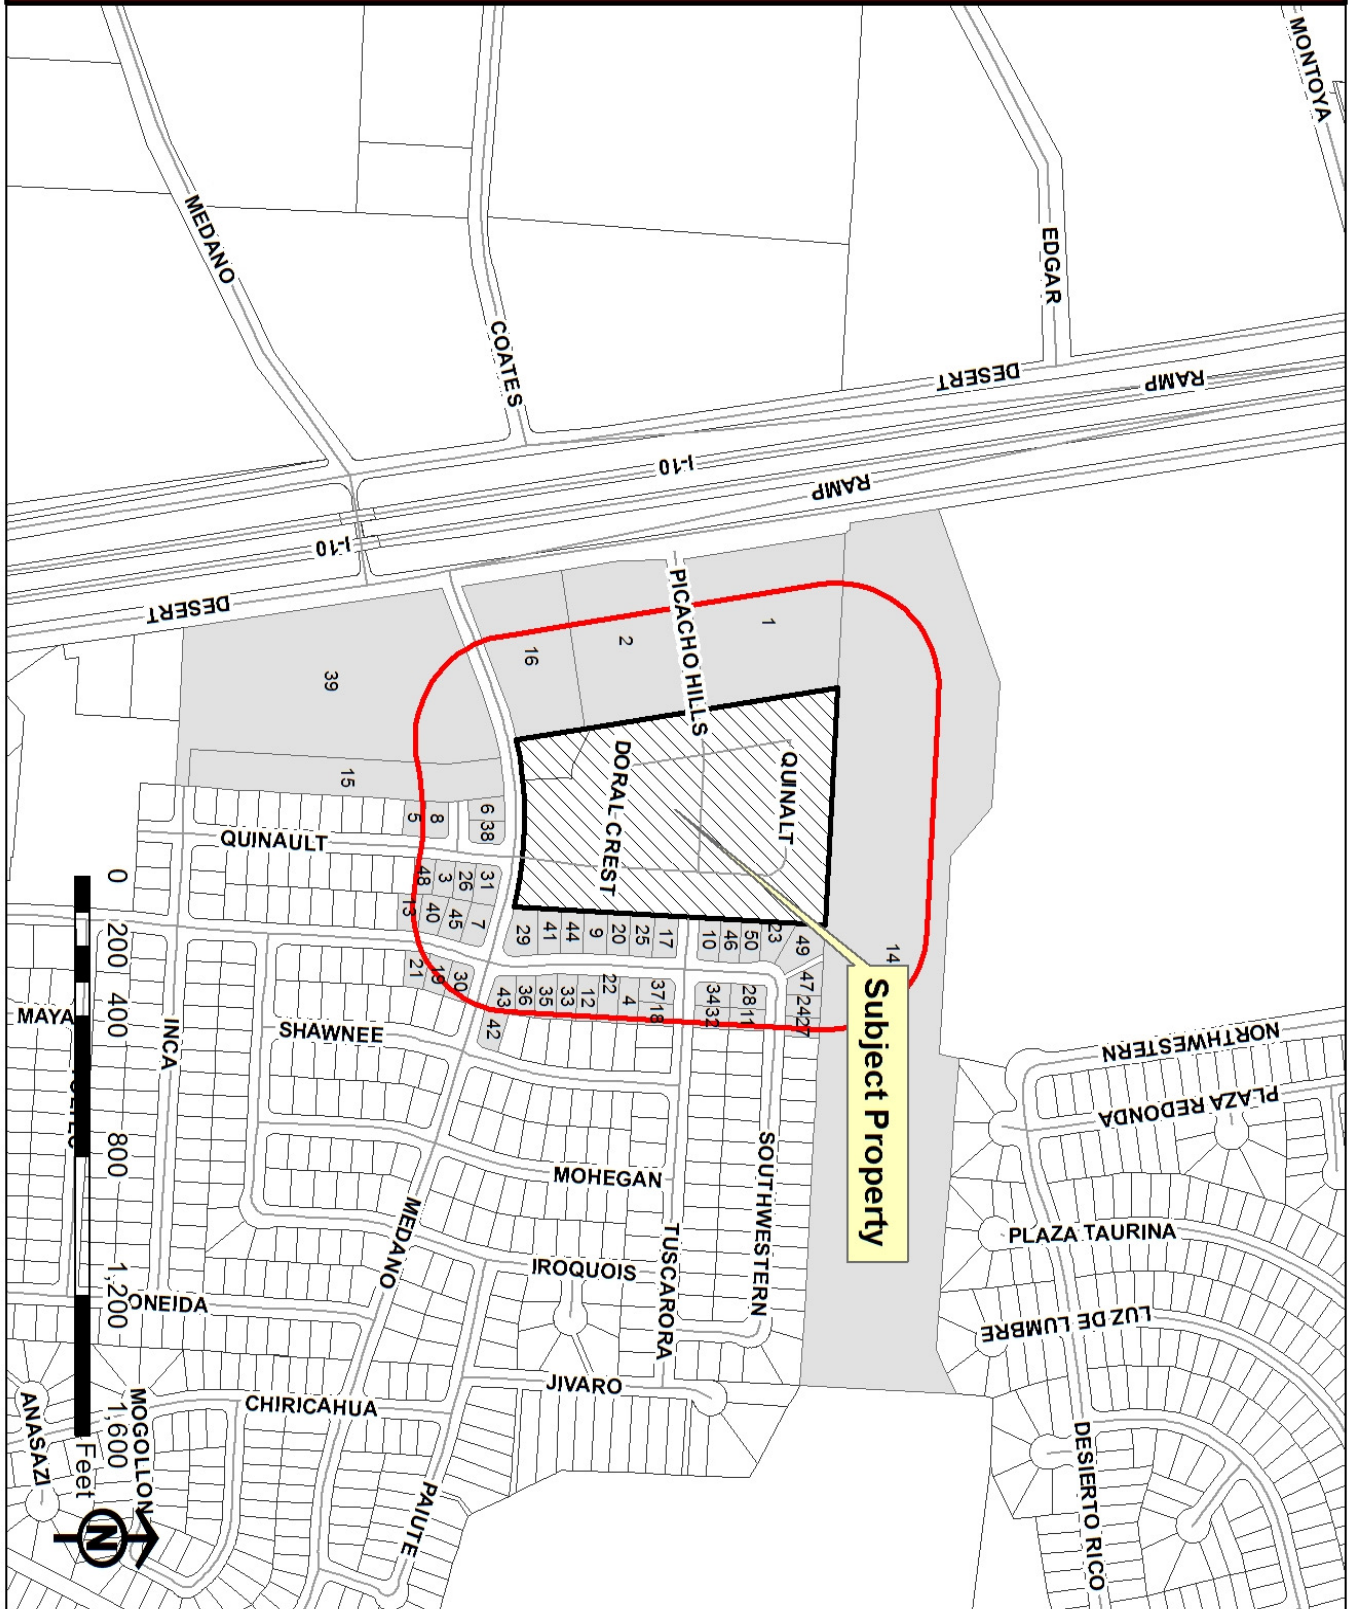 MONTOYA
MEDANO
EDGAR
COATES
DESERT
RAMP
I-10
RAMP
I-10
DESERT
PICACHO HILLS
1
2
16
39
15
DORAL CREST
QUINALT
6
38
8
5
QUINAULT
48
3
26
31
13
40
45
7
29
41
44
9
20
25
17
10
46
50
23
49
14
21
19
30
43
36
35
33
12
22
4
37
18
34
32
28
11
47
24
27
42
Subject Property
NORTHWESTERN
PLAZA REDONDA
PLAZA TAURINA
LUZ DE LUMBRE
DESIERTO RICO
MAYA
INCA
SHAWNEE
MOHEGAN
SOUTHWESTERN
TUSCARORA
MEDANO
IROQUOIS
ONEIDA
JIVARO
CHIRICAHUA
MOGOLLON
ANASAZI
PAIUTE
0
200
400
800
1,200
1,600
Feet
N